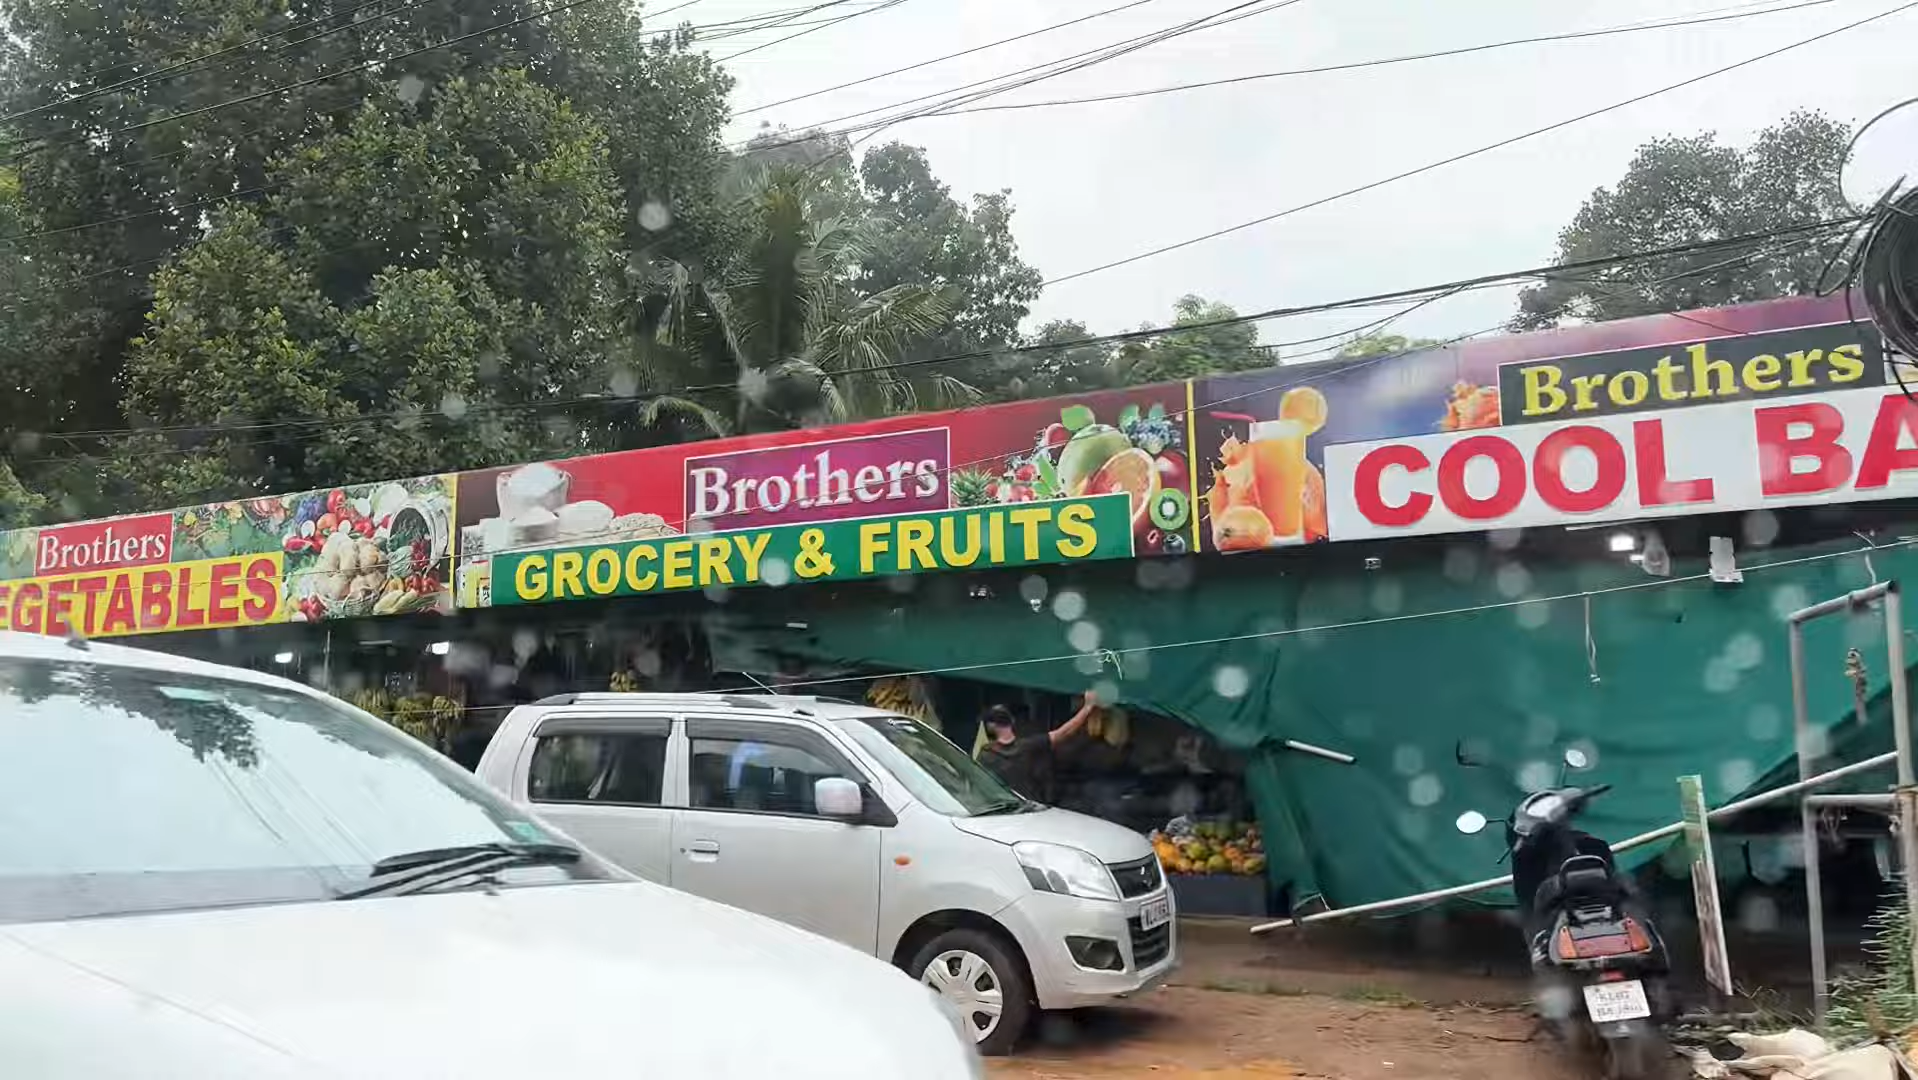 Brothers
EGETABLES
Brothers
GROCERY & FRUITS
Brothers
COOL BA